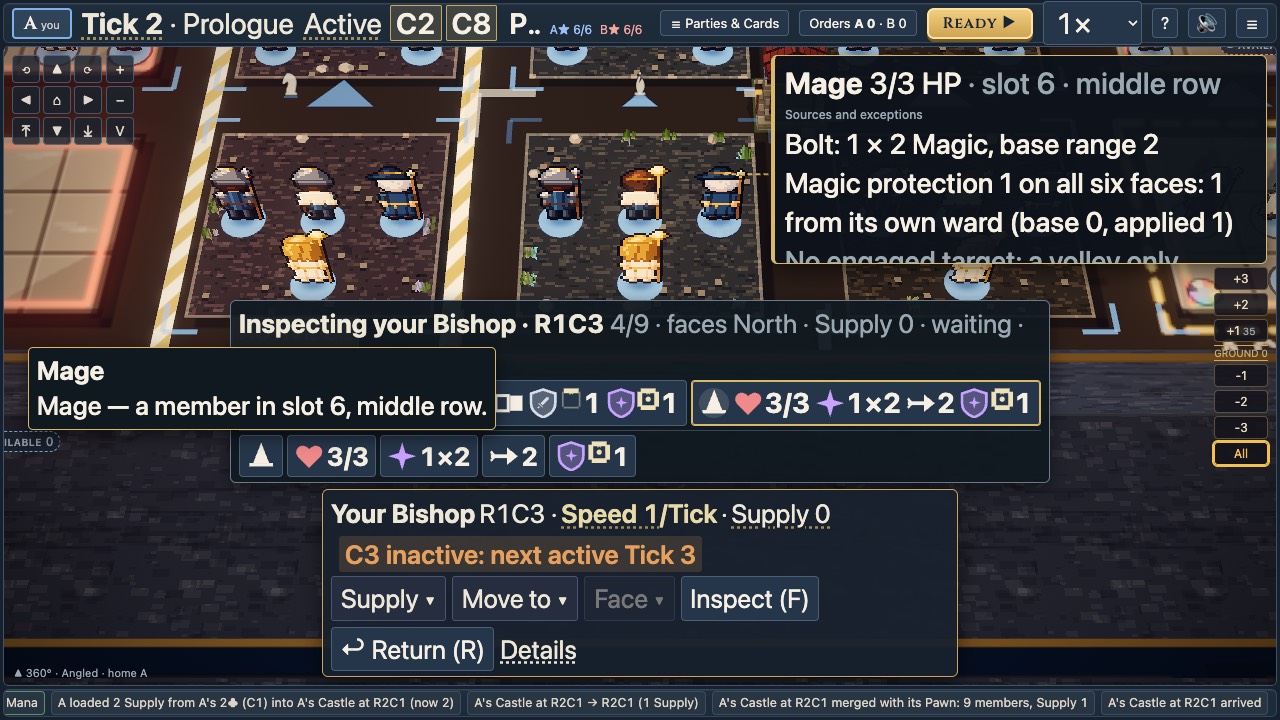 A you Tick 2 · Prologue Active C2 C8 P.. A★ 6/6 B★ 6/6 ≡ Parties & Cards Orders A 0 · B 0 READY ▶ 1× ? ≡
⟲ ▲ ⟳ +
◀ ⌂ ▶ −
▼ V
Mage 3/3 HP · slot 6 · middle row
Sources and exceptions
Bolt: 1 × 2 Magic, base range 2
Magic protection 1 on all six faces: 1
from its own ward (base 0, applied 1)
No engaged target: a volley only
+3
+2
+1 35
GROUND 0
-1
-2
-3
All
Inspecting your Bishop · R1C3 4/9 · faces North · Supply 0 · waiting ·
Mage
Mage — a member in slot 6, middle row.
1 1 3/3 1×2 2 1
ILABLE 0
3/3 1×2 2 1
Your Bishop R1C3 · Speed 1/Tick · Supply 0
C3 inactive: next active Tick 3
Supply ▾ Move to ▾ Face ▾ Inspect (F)
↩ Return (R) Details
▲ 360° · Angled · home A
Mana A loaded 2 Supply from A's 2♣ (C1) into A's Castle at R2C1 (now 2) A's Castle at R2C1 → R2C1 (1 Supply) A's Castle at R2C1 merged with its Pawn: 9 members, Supply 1 A's Castle at R2C1 arrived